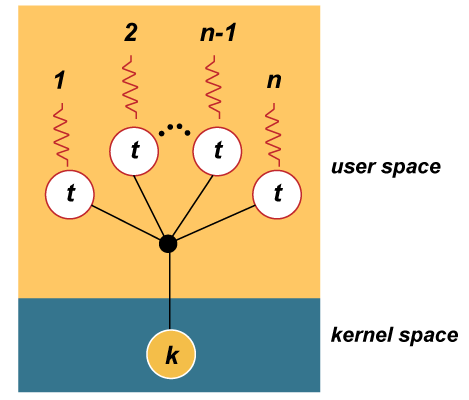 2 n-1
1 n
t t
t t
user space
k
kernel space